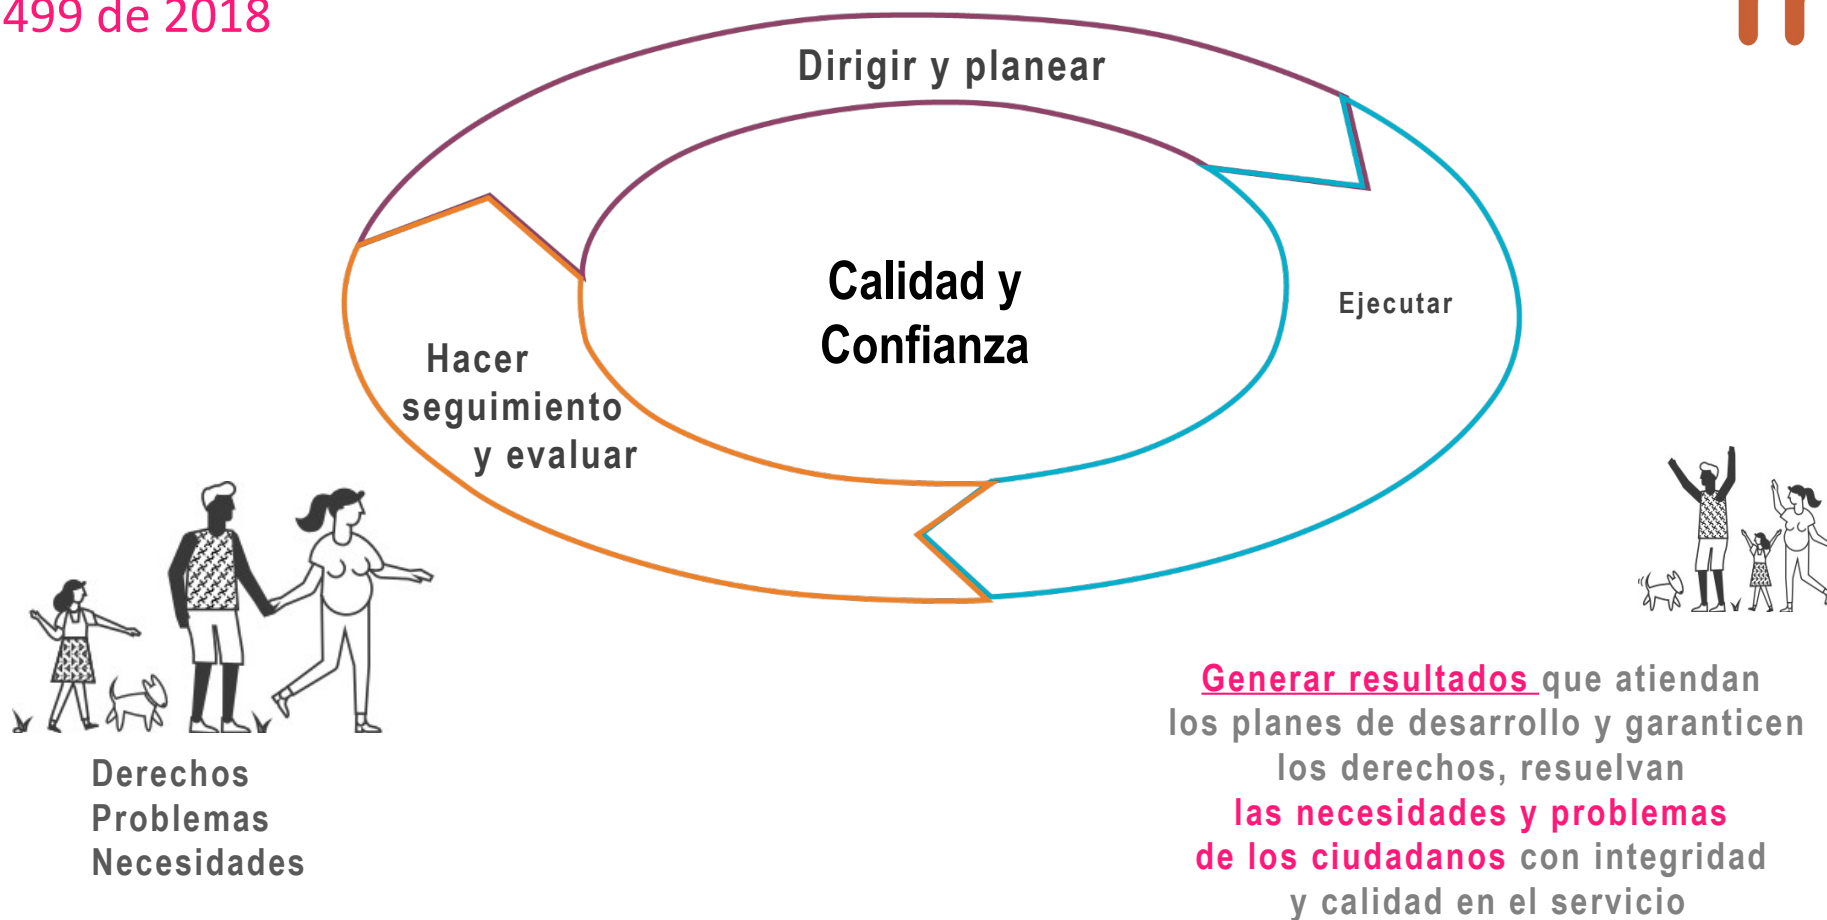 499 de 2018
Dirigir y planear
Calidad y
Confianza
Ejecutar
Hacer
seguimiento
y evaluar
Derechos
Problemas
Necesidades
Generar resultados que atiendan
los planes de desarrollo y garanticen
los derechos, resuelvan
las necesidades y problemas
de los ciudadanos con integridad
y calidad en el servicio